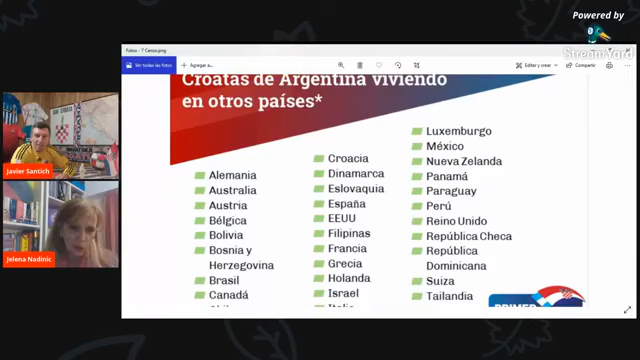 Powered by
StreamYard
Fotos - T Censo.png
Ver todas las fotos
Agregar a...
Editar y crear
Compartir
Croatas de Argentina viviendo
en otros países*
Alemania
Australia
Austria
Bélgica
Bolivia
Bosnia y
Herzegovina
Brasil
Canadá
Croacia
Dinamarca
Eslovaquia
España
EEUU
Filipinas
Francia
Grecia
Holanda
Israel
Italia
Luxemburgo
México
Nueva Zelanda
Panamá
Paraguay
Perú
Reino Unido
República Checa
República
Dominicana
Suiza
Tailandia
PRIMER
Javier Santich
Jelena Nadinic